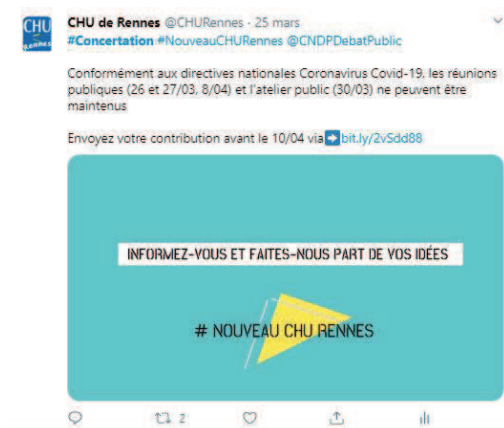 CHU
Rennes
CHU de Rennes @CHURennes · 25 mars
#Concertation #NouveauCHURennes @CNDPDebatPublic
Conformément aux directives nationales Coronavirus Covid-19, les réunions
publiques (26 et 27/03, 8/04) et l'atelier public (30/03) ne peuvent être
maintenus
Envoyez votre contribution avant le 10/04 via➡bit.ly/2vSdd88
INFORMEZ-VOUS ET FAITES-NOUS PART DE VOS IDÉES
# NOUVEAU CHU RENNES
2